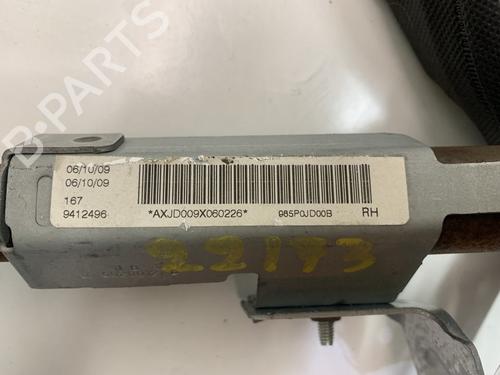 06/10/09
06/10/09
167
9412496
*AXJD009X060226*
985P0JD00B
RH
22173
B-PARTS